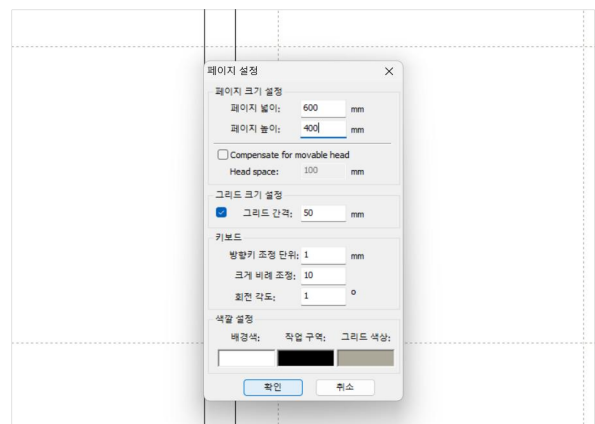 페이지 설정
페이지 크기 설정
페이지 넓이: 600 mm
페이지 높이: 400 mm
Compensate for movable head
Head space: 100 mm
그리드 크기 설정
그리드 간격: 50 mm
키보드
방향키 조정 단위: 1 mm
크게 비례 조정: 10
회전 각도: 1 o
색깔 설정
배경색: 작업 구역: 그리드 색상:
확인 취소